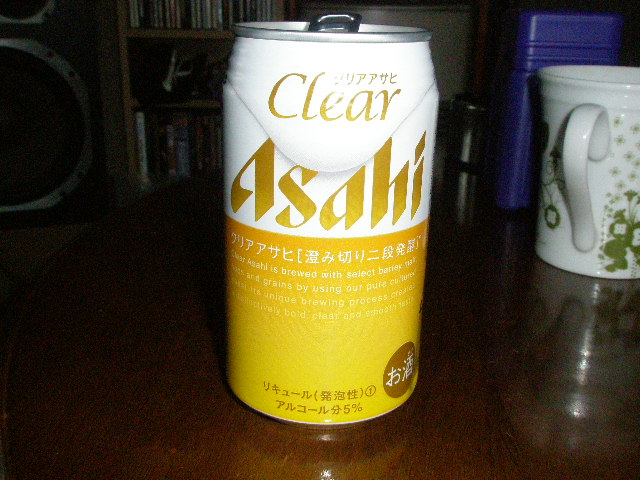 クリアアサヒ
Clear
Asahi
クリアアサヒ[澄み切り二段発酵]
Clear Asahi is brewed with select barley, malt,
and grains by using our pure cultured
its unique brewing process creates
distinctively bold, clear and smooth taste.
お酒
リキュール(発泡性)①
アルコール分5%